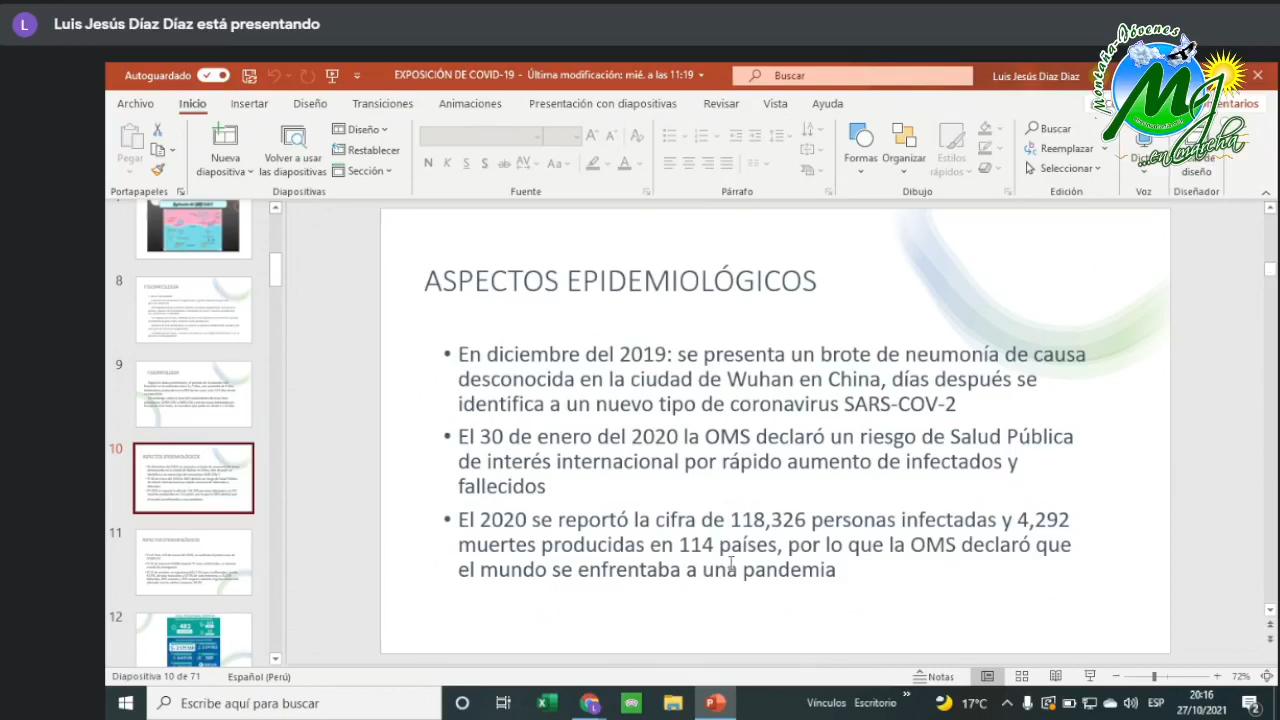 L Luis Jesús Díaz Díaz está presentando
Autoguardado EXPOSICIÓN DE COVID-19 - Última modificación: mié. a las 11:19 Buscar Luis Jesús Diaz Diaz
Archivo Inicio Insertar Diseño Transiciones Animaciones Presentación con diapositivas Revisar Vista Ayuda
Montaña-Jóvenes
MJ
...en marcha
Pegar
Nueva
diapositiva
Volver a usar
las diapositivas
Diseño
Restablecer
Sección
Formas Organizar Estilos
rápidos
Buscar
Reemplazar
Seleccionar
diseño
Portapapeles Diapositivas Fuente Párrafo Dibujo Edición Voz Diseñador
8
9
10
11
12
ASPECTOS EPIDEMIOLÓGICOS
• En diciembre del 2019: se presenta un brote de neumonía de causa
desconocida en la ciudad de Wuhan en China, días después se
identifica a un nuevo tipo de coronavirus SARS-COV-2
• El 30 de enero del 2020 la OMS declaró un riesgo de Salud Pública
de interés internacional por rápido aumento de infectados y
fallecidos
• El 2020 se reportó la cifra de 118,326 personas infectadas y 4,292
muertes producidas en 114 países, por lo que la OMS declaró que
el mundo se enfrentaba a una pandemia
Diapositiva 10 de 71 Español (Perú) Notas 72%
Escribe aquí para buscar Vínculos Escritorio » 17°C ESP 20:16
27/10/2021